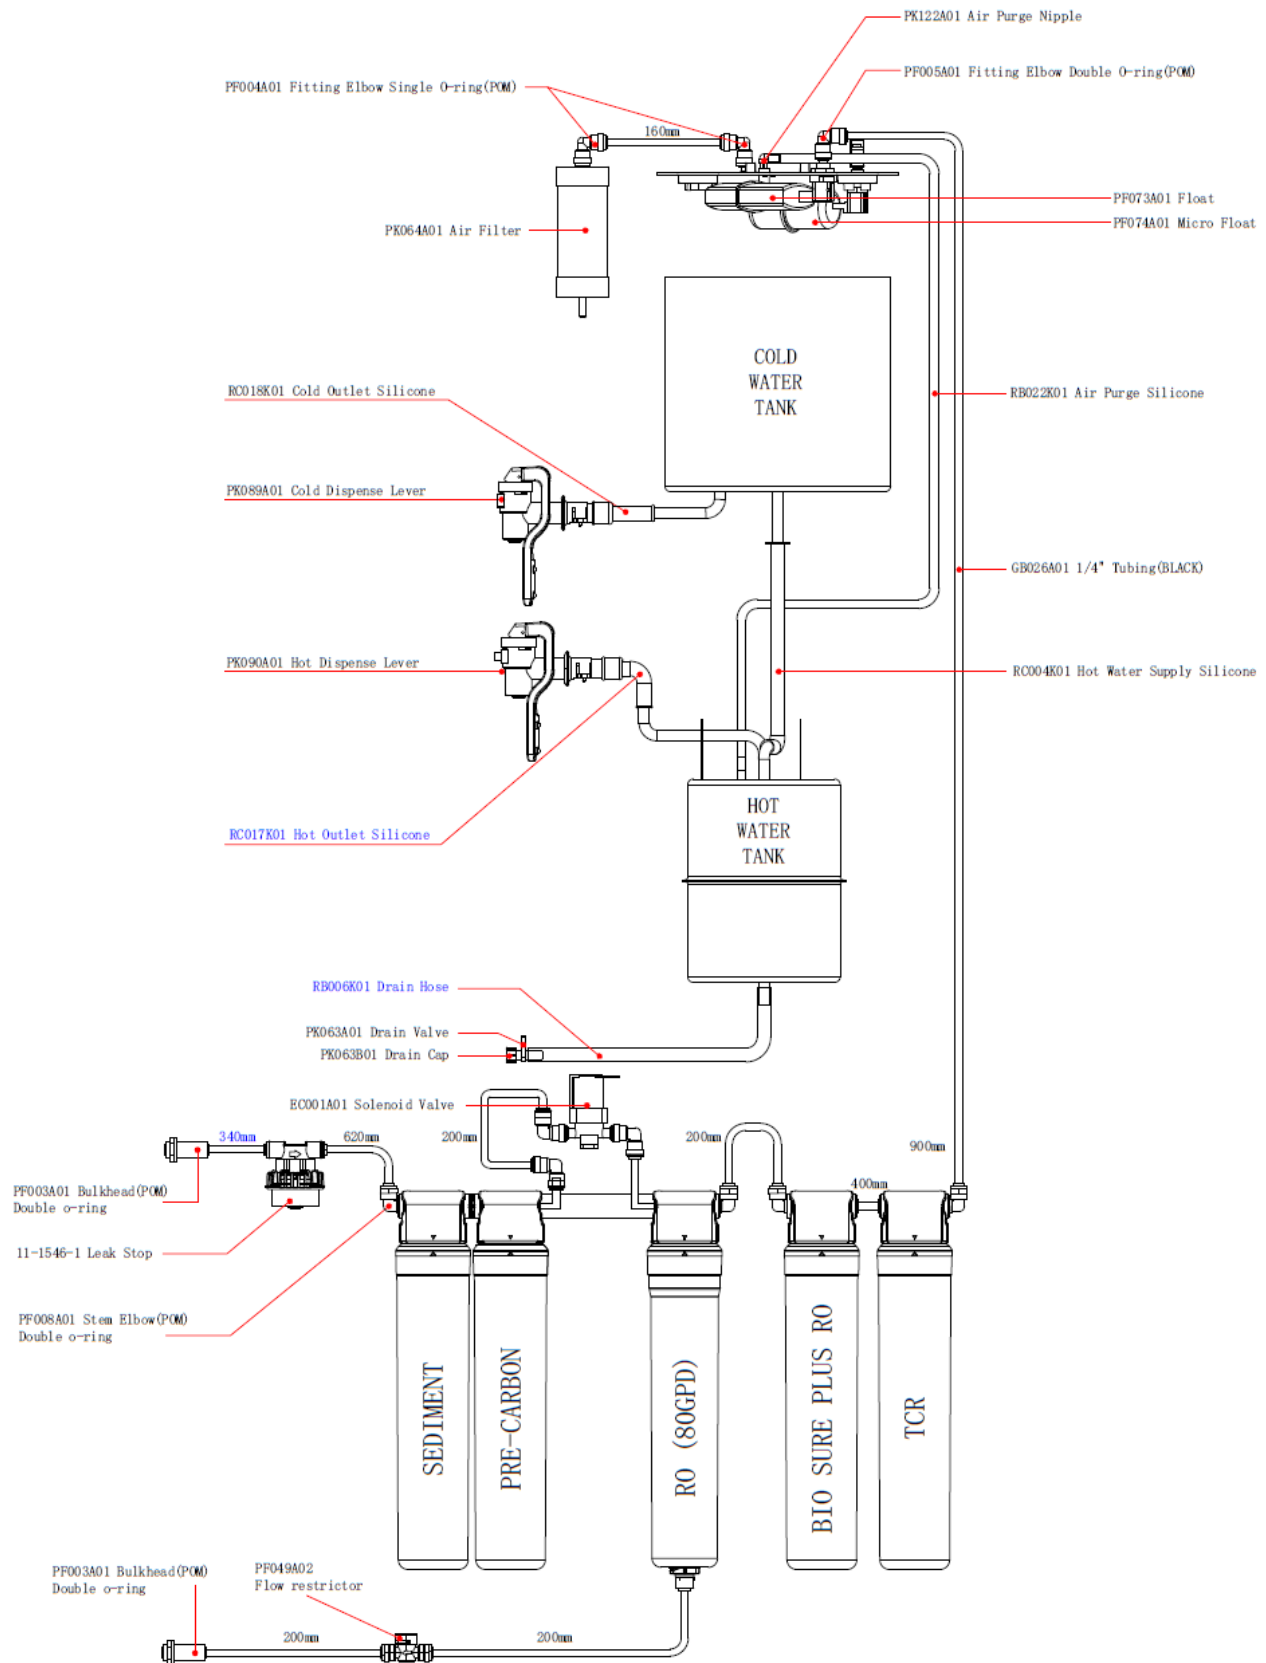 PK122A01 Air Purge Nipple
PF004A01 Fitting Elbow Single O-ring(POM)
PF005A01 Fitting Elbow Double O-ring(POM)
160mm
PF073A01 Float
PF074A01 Micro Float
PK064A01 Air Filter
COLD
WATER
TANK
RC018K01 Cold Outlet Silicone
RB022K01 Air Purge Silicone
PK089A01 Cold Dispense Lever
GB026A01 1/4" Tubing(BLACK)
PK090A01 Hot Dispense Lever
RC004K01 Hot Water Supply Silicone
HOT
WATER
TANK
RC017K01 Hot Outlet Silicone
RB006K01 Drain Hose
PK063A01 Drain Valve
PK063B01 Drain Cap
EC001A01 Solenoid Valve
340mm
620mm
200mm
200mm
900mm
400mm
PF003A01 Bulkhead(POM)
Double o-ring
11-1546-1 Leak Stop
PF008A01 Stem Elbow(POM)
Double o-ring
SEDIMENT
PRE-CARBON
RO (80GPD)
BIO SURE PLUS RO
TCR
PF003A01 Bulkhead(POM)
Double o-ring
PF049A02
Flow restrictor
200mm
200mm